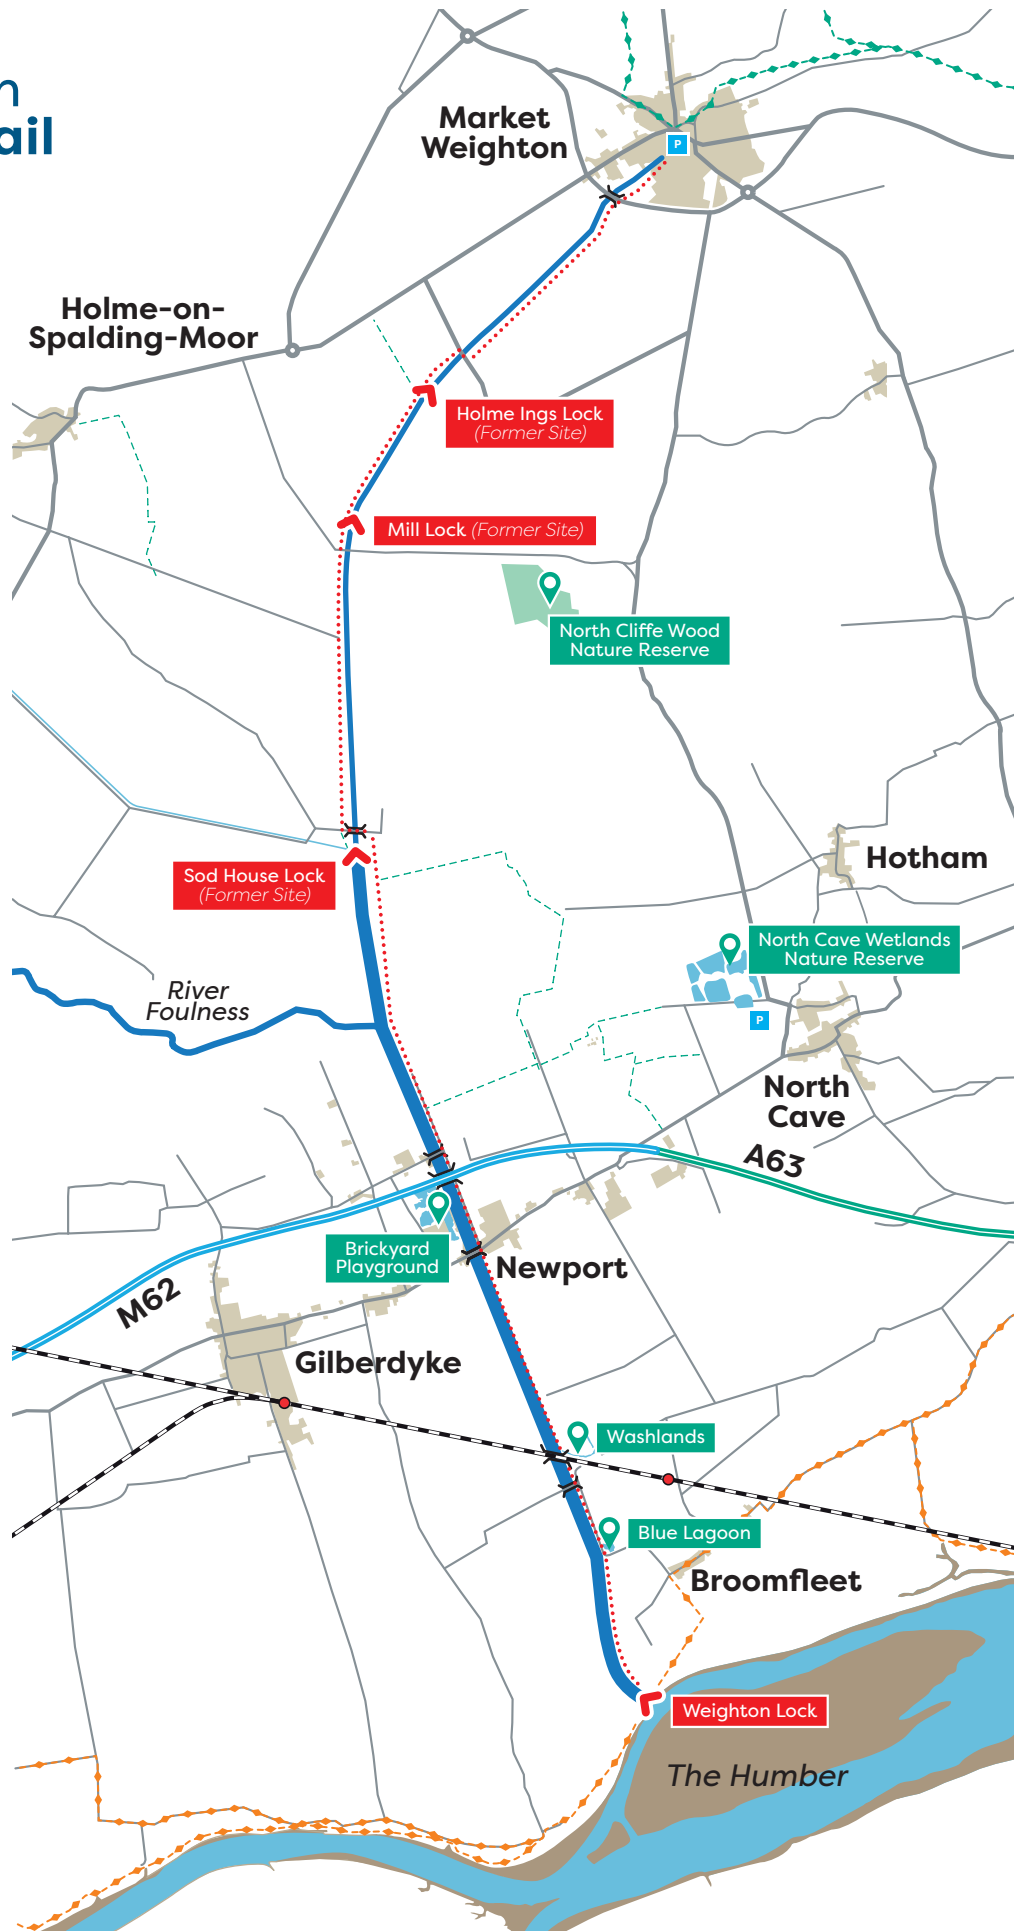 n
ail
Market
Weighton
P
Holme-on-
Spalding-Moor
Holme Ings Lock
(Former Site)
Mill Lock (Former Site)
North Cliffe Wood
Nature Reserve
Hotham
Sod House Lock
(Former Site)
North Cave Wetlands
Nature Reserve
P
River
Foulness
North
Cave
A63
Brickyard
Playground
Newport
M62
Gilberdyke
Washlands
Blue Lagoon
Broomfleet
Weighton Lock
The Humber